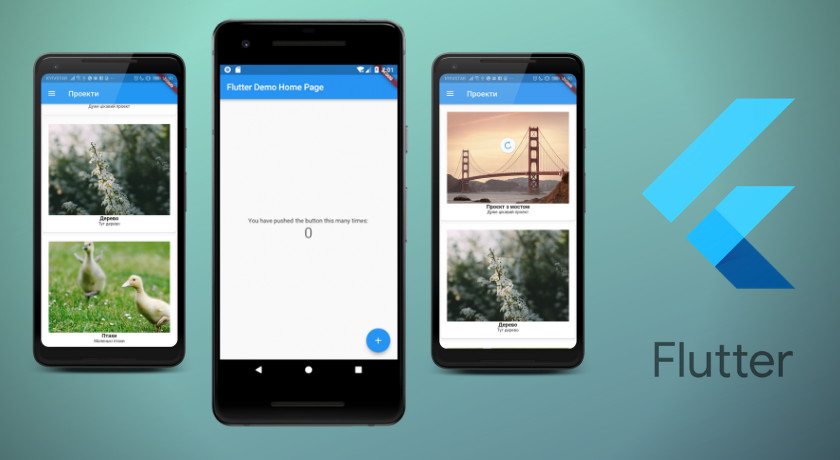 Проекти
Дуже цікавий проект
Дерево
Тут дерево
Птахи
Маленькі птахи
2:01
Flutter Demo Home Page
You have pushed the button this many times:
0
+
Проекти
Проект з мостом
Дуже цікавий проект
Дерево
Тут дерево
Flutter